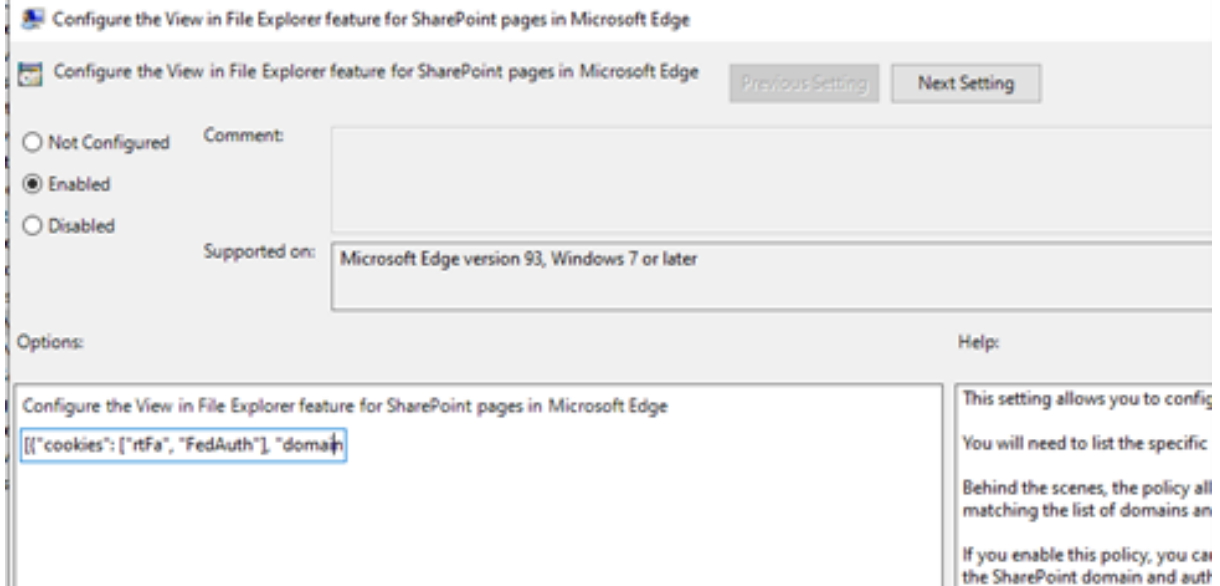 Configure the View in File Explorer feature for SharePoint pages in Microsoft Edge
Configure the View in File Explorer feature for SharePoint pages in Microsoft Edge
Previous Setting
Next Setting
Not Configured
Comment:
Enabled
Disabled
Supported on:
Microsoft Edge version 93, Windows 7 or later
Options:
Help:
Configure the View in File Explorer feature for SharePoint pages in Microsoft Edge
[{"cookies": ["rtFa", "FedAuth"], "domain
This setting allows you to config
You will need to list the specific
Behind the scenes, the policy all
matching the list of domains an
If you enable this policy, you ca
the SharePoint domain and auth